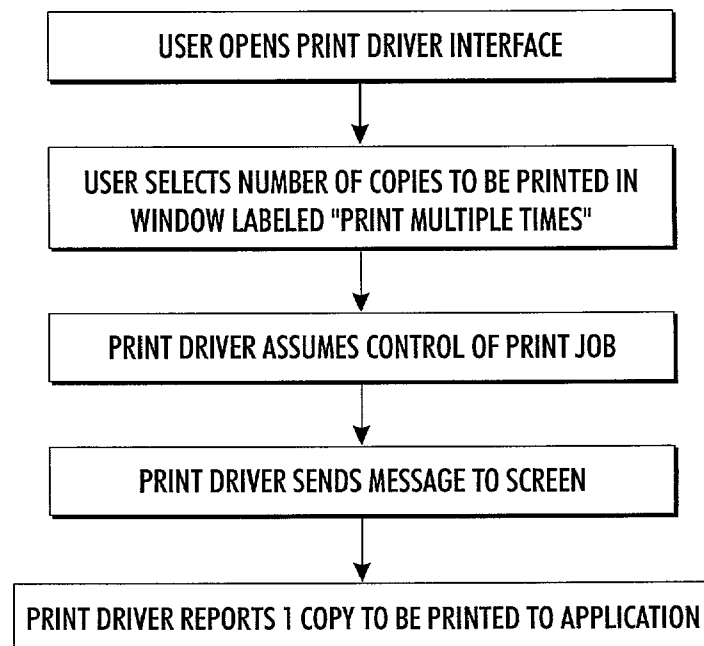 USER OPENS PRINT DRIVER INTERFACE
USER SELECTS NUMBER OF COPIES TO BE PRINTED IN
WINDOW LABELED "PRINT MULTIPLE TIMES"
PRINT DRIVER ASSUMES CONTROL OF PRINT JOB
PRINT DRIVER SENDS MESSAGE TO SCREEN
PRINT DRIVER REPORTS 1 COPY TO BE PRINTED TO APPLICATION